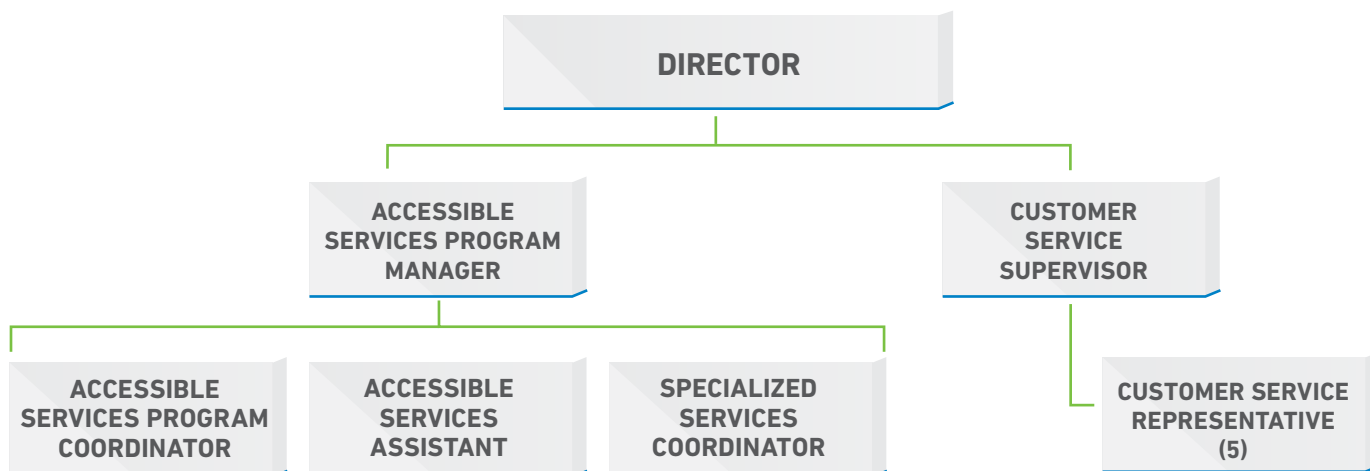 DIRECTOR
ACCESSIBLE
SERVICES PROGRAM
MANAGER
CUSTOMER
SERVICE
SUPERVISOR
ACCESSIBLE
SERVICES PROGRAM
COORDINATOR
ACCESSIBLE
SERVICES
ASSISTANT
SPECIALIZED
SERVICES
COORDINATOR
CUSTOMER SERVICE
REPRESENTATIVE
(5)